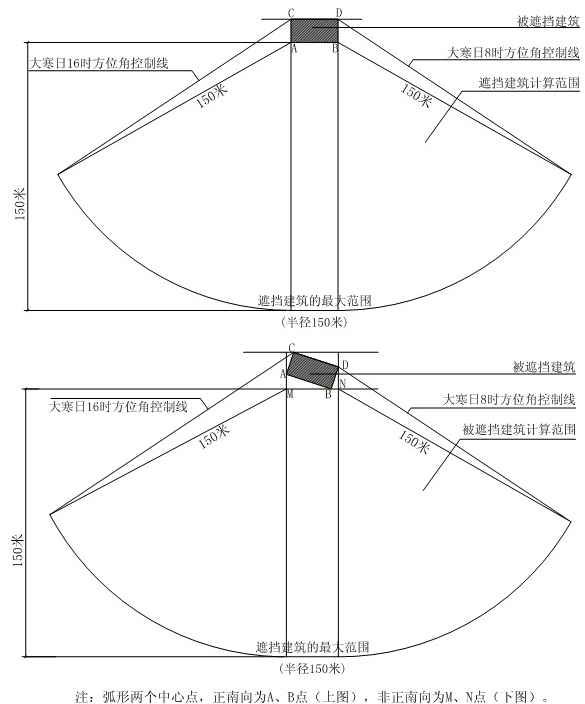 C
D
被遮挡建筑
A
B
大寒日16时方位角控制线
大寒日8时方位角控制线
遮挡建筑计算范围
150米
150米
150米
遮挡建筑的最大范围
(半径150米)
C
D
被遮挡建筑
A
N
M
B
大寒日16时方位角控制线
大寒日8时方位角控制线
被遮挡建筑计算范围
150米
150米
150米
遮挡建筑的最大范围
(半径150米)
注：弧形两个中心点，正南向为A、B点（上图），非正南向为M、N点（下图）。